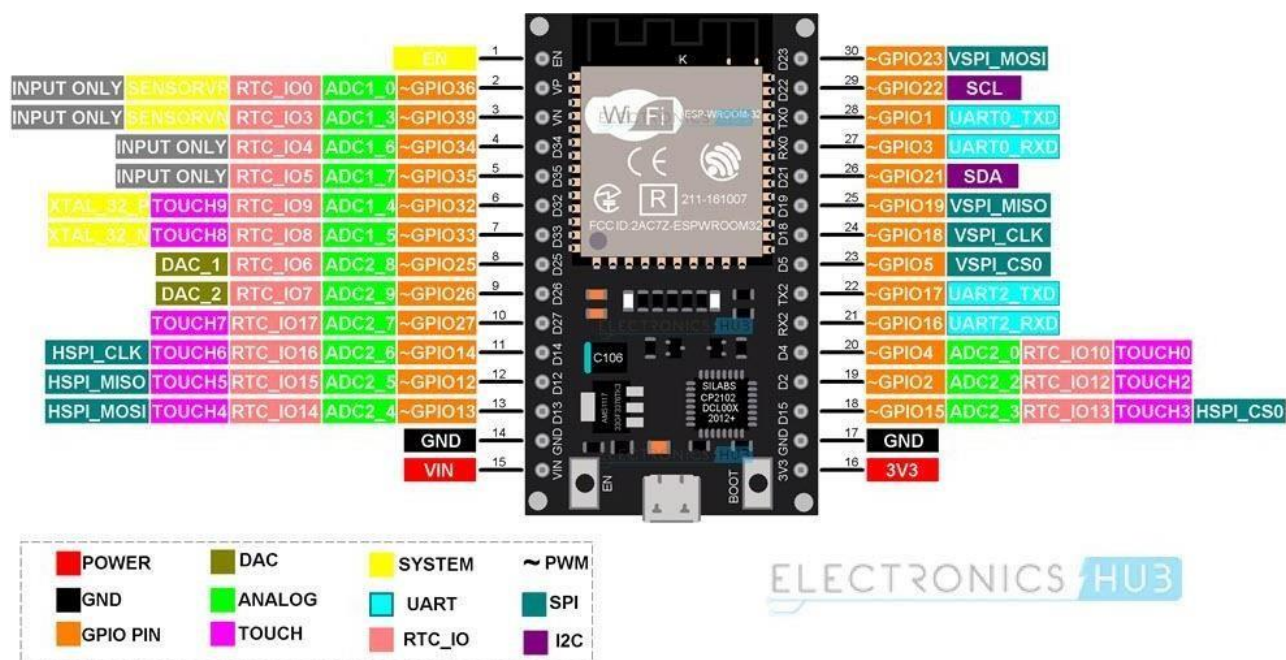 EN 1 EN D23 30 ~GPIO23 VSPI_MOSI
INPUT ONLY SENSORVP RTC_IO0 ADC1_0 ~GPIO36 2 VP D22 29 ~GPIO22 SCL
INPUT ONLY SENSORVN RTC_IO3 ADC1_3 ~GPIO39 3 VN TX0 28 ~GPIO1 UART0_TXD
INPUT ONLY RTC_IO4 ADC1_6 ~GPIO34 4 D34 RX0 27 ~GPIO3 UART0_RXD
INPUT ONLY RTC_IO5 ADC1_7 ~GPIO35 5 D35 D21 26 ~GPIO21 SDA
XTAL_32_P TOUCH9 RTC_IO9 ADC1_4 ~GPIO32 6 D32 D19 25 ~GPIO19 VSPI_MISO
XTAL_32_N TOUCH8 RTC_IO8 ADC1_5 ~GPIO33 7 D33 D18 24 ~GPIO18 VSPI_CLK
DAC_1 RTC_IO6 ADC2_8 ~GPIO25 8 D25 D5 23 ~GPIO5 VSPI_CS0
DAC_2 RTC_IO7 ADC2_9 ~GPIO26 9 D26 TX2 22 ~GPIO17 UART2_TXD
TOUCH7 RTC_IO17 ADC2_7 ~GPIO27 10 D27 RX2 21 ~GPIO16 UART2_RXD
HSPI_CLK TOUCH6 RTC_IO16 ADC2_6 ~GPIO14 11 D14 D4 20 ~GPIO4 ADC2_0 RTC_IO10 TOUCH0
HSPI_MISO TOUCH5 RTC_IO15 ADC2_5 ~GPIO12 12 D12 D2 19 ~GPIO2 ADC2_2 RTC_IO12 TOUCH2
HSPI_MOSI TOUCH4 RTC_IO14 ADC2_4 ~GPIO13 13 D13 D15 18 ~GPIO15 ADC2_3 RTC_IO13 TOUCH3 HSPI_CS0
GND 14 GND GND 17 GND
VIN 15 VIN 3V3 16 3V3
K
Wi Fi ESP-WROOM-32
CE
R 211-161007
FCC ID:2AC7Z-ESPWROOM32
ELECTRONICS HUB
C106
AMS1117
SILABS
CP2102
DCL00X
2012+
ELECTRONICS HUB
EN BOOT
POWER DAC SYSTEM ~ PWM
GND ANALOG UART SPI
GPIO PIN TOUCH RTC_IO I2C
ELECTRONICS HUB